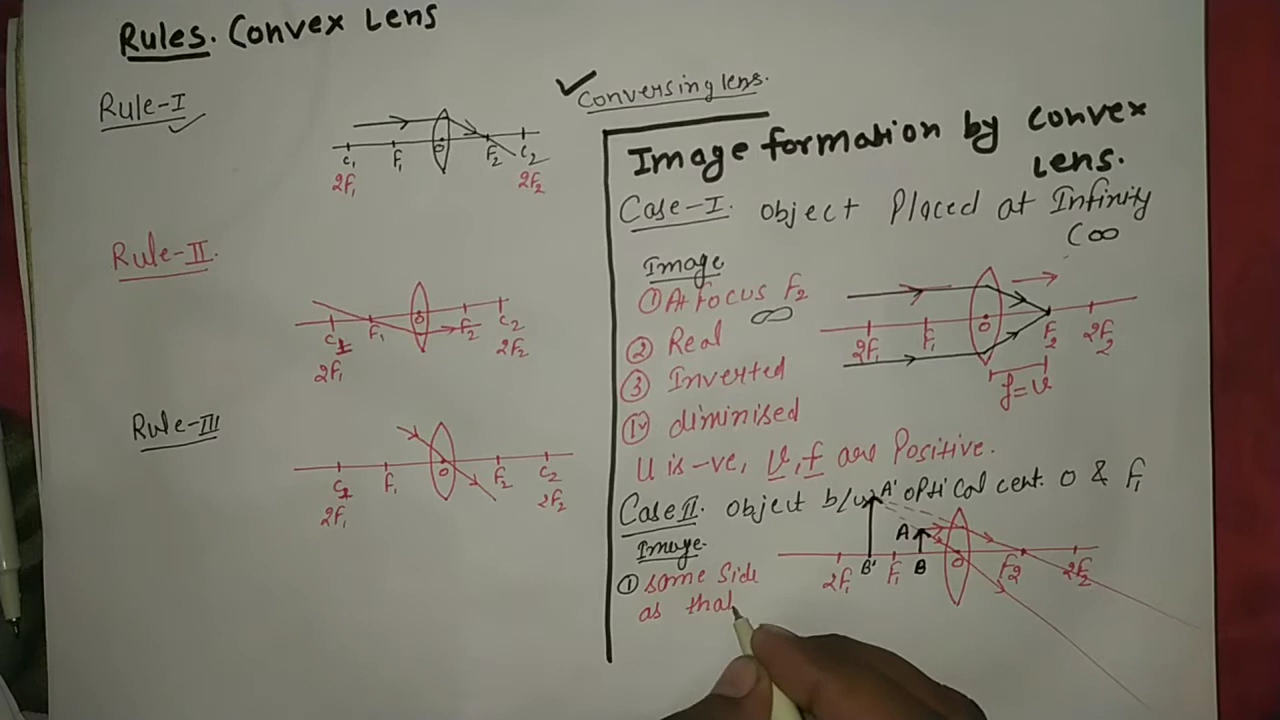 Rules. Convex Lens
Rule-I
C1 F1 O F2 C2
2F1 2F2
Rule-II.
C1 F1 O F2 C2
2F1 2F2
Rule-III
C1 F1 O F2 C2
2F1 2F2
✓ Conversing lens.
Image formation by convex
Lens.
Case-I. object Placed at Infinity
(∞
Image
① At focus F2
∞
② Real
③ Inverted
④ diminised
2F1 F1 O F2 2F2
f=v
U is -ve, v, f are Positive.
Case II. object b/w optical cent. O & F1
Image.
① same side
as that
A'
A
2F1 B' F1 B O F2 2F2